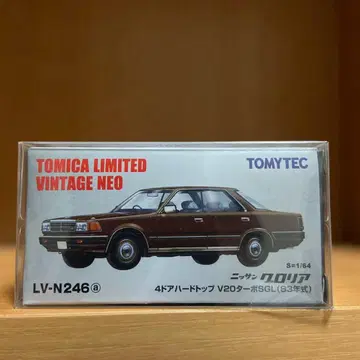 TOMICA LIMITED
VINTAGE NEO
TOMYTEC
S=1/64
LV-N246 ⓐ
ニッサン グロリア
4ドアハードトップ V20ターボSGL(83年式)